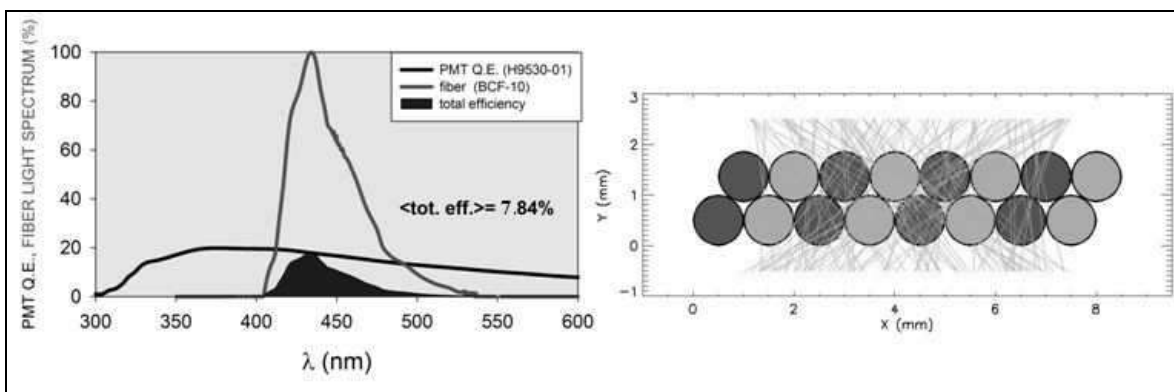 PMT Q.E., FIBER LIGHT SPECTRUM (%)
100
80
60
40
20
0
PMT Q.E. (H9530-01)
fiber (BCF-10)
total efficiency
<tot. eff.>= 7.84%
300 350 400 450 500 550 600
λ (nm)
Y (mm)
3
2
1
0
-1
0 2 4 6 8
X (mm)